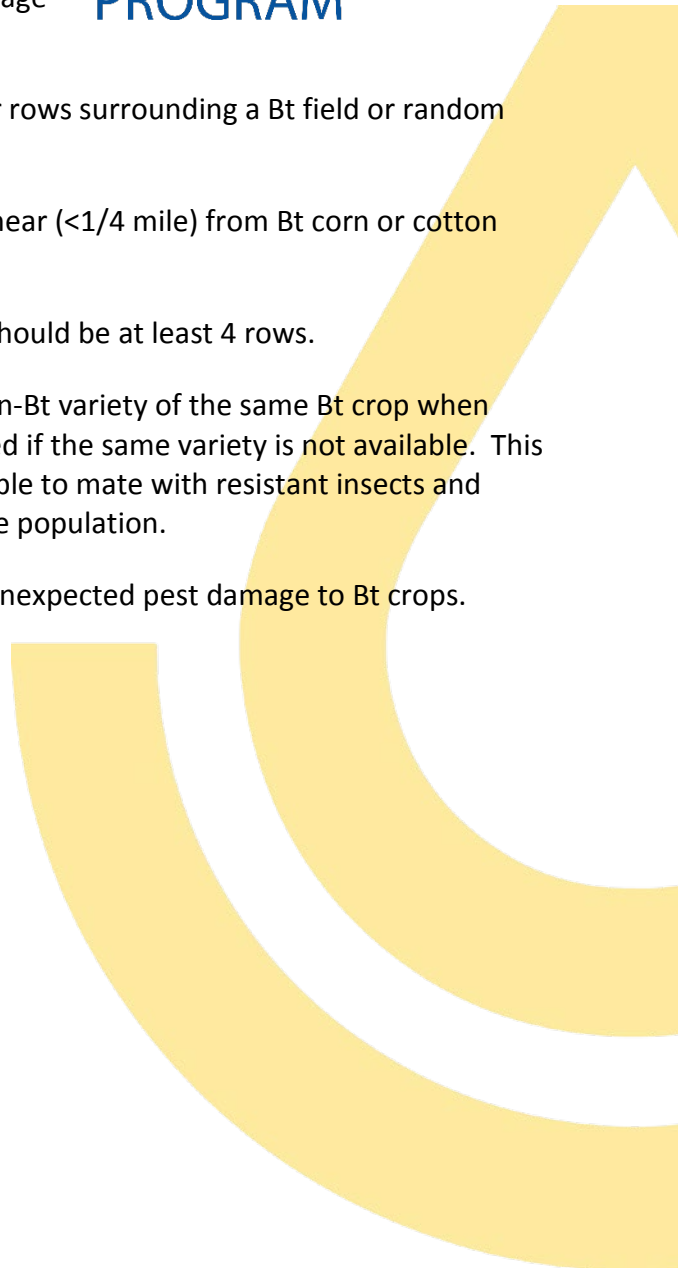 age PROGRAM
rows surrounding a Bt field or random
near (<1/4 mile) from Bt corn or cotton
should be at least 4 rows.
n-Bt variety of the same Bt crop when
ed if the same variety is not available. This
ble to mate with resistant insects and
e population.
nexpected pest damage to Bt crops.